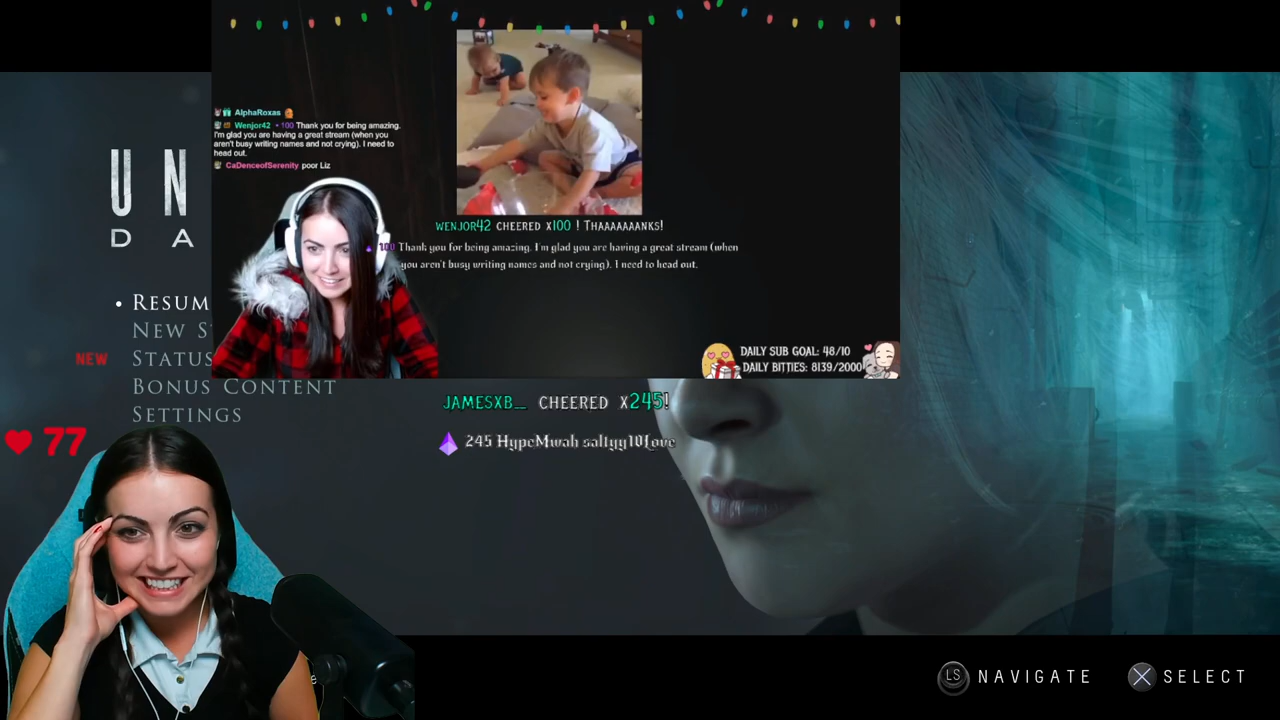 AlphaRoxas
Wenjor42 • 100 Thank you for being amazing.
I'm glad you are having a great stream (when
you aren't busy writing names and not crying). I need to
head out.
CaDenceofSerenity poor Liz
WENJOR42 CHEERED X100 ! THAAAAAAANKS!
100 Thank you for being amazing. I'm glad you are having a great stream (when
you aren't busy writing names and not crying). I need to head out.
DAILY SUB GOAL: 48/10
DAILY BITTIES: 8139/2000
UN
DA
• RESUM
NEW S
NEW STATUS
BONUS CONTENT
SETTINGS
77
JAMESXB_ CHEERED X245!
245 HypeMwah saltyy10Love
LS NAVIGATE
SELECT